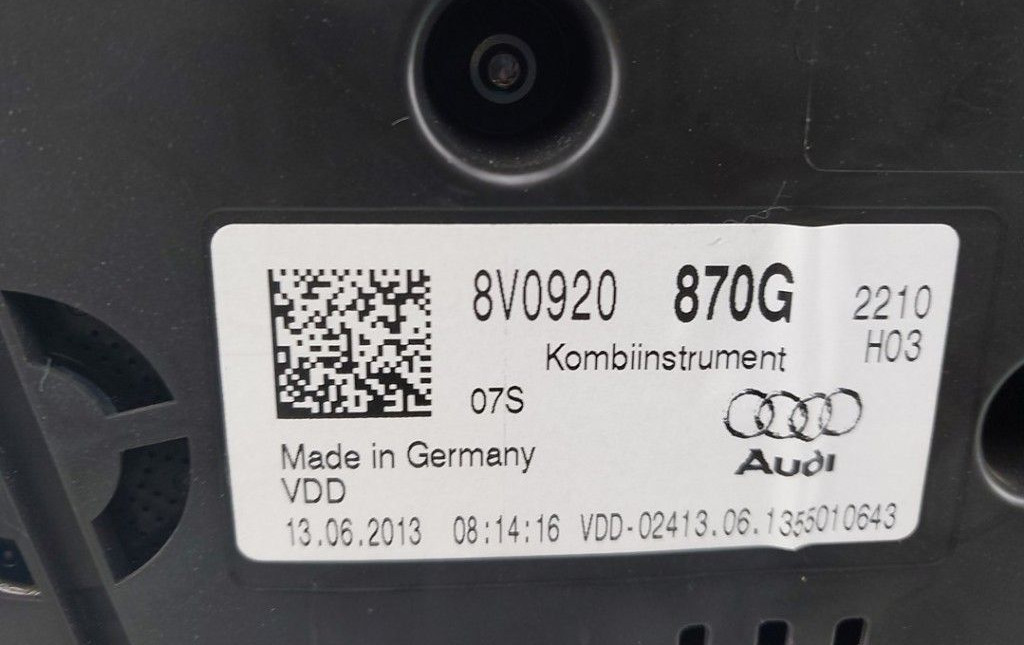 8V0920 870G 2210
Kombiinstrument H03
07S
Audi
Made in Germany
VDD
13.06.2013 08:14:16 VDD-02413.06.1355010643